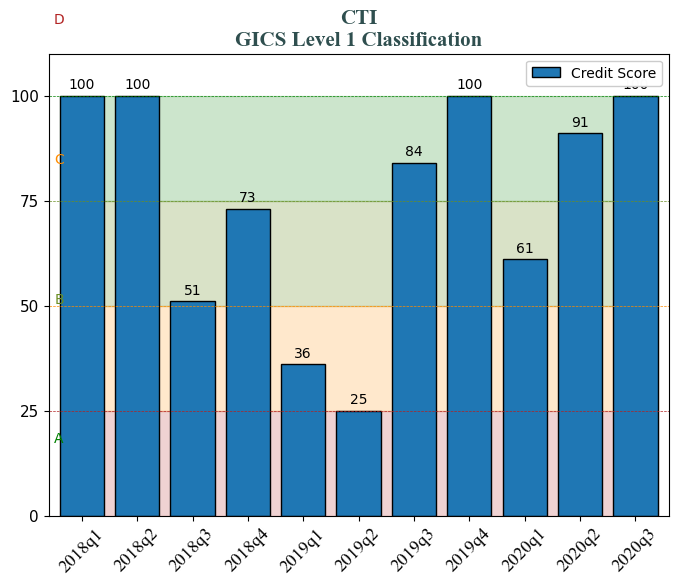 D
CTI
GICS Level 1 Classification
Credit Score
100
100
51
73
36
25
84
100
61
91
100
100
75
50
25
0
C
B
A
2018q1
2018q2
2018q3
2018q4
2019q1
2019q2
2019q3
2019q4
2020q1
2020q2
2020q3